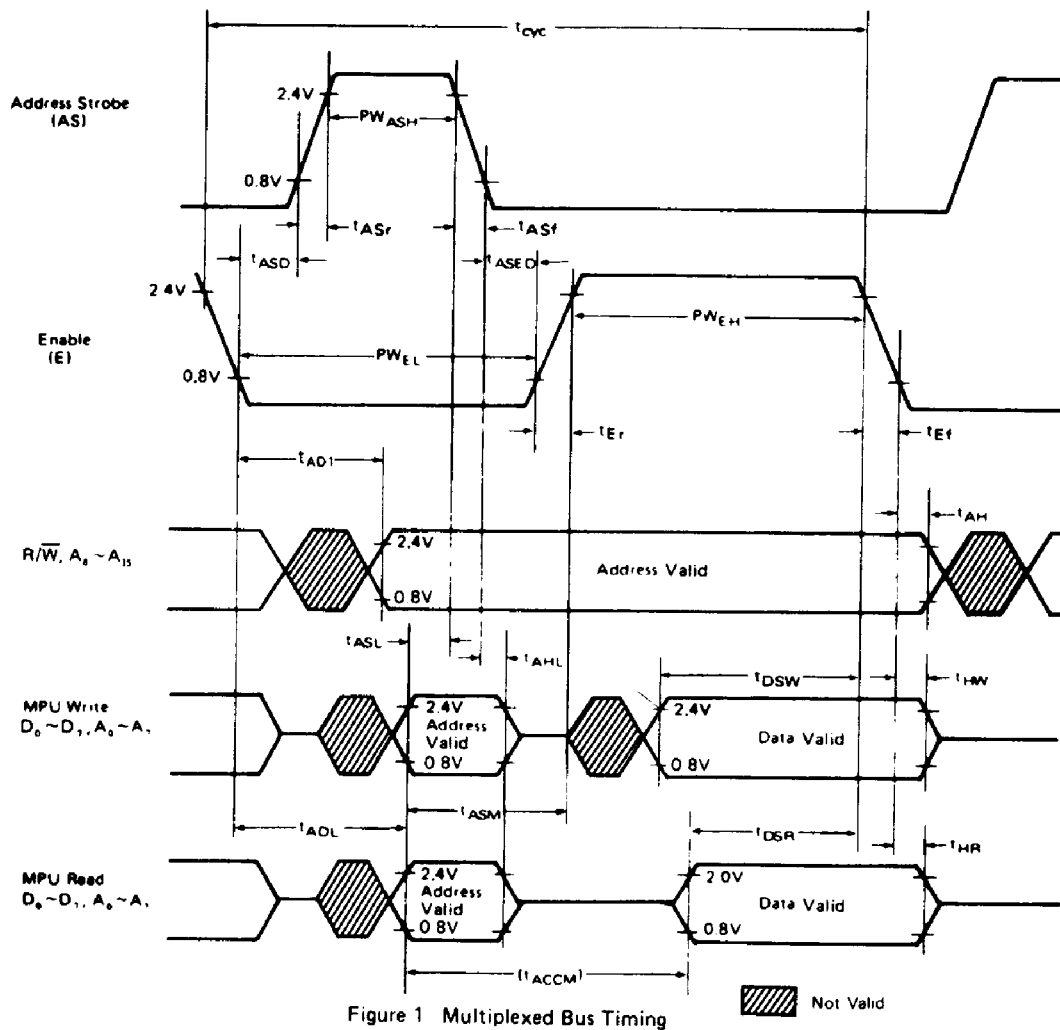 tcyc
Address Strobe
(AS)
2.4V
PWASH
0.8V
tASr
tASf
tASD
tASED
2.4V
Enable
(E)
PWEH
PWEL
0.8V
tEr
tEf
tAD1
tAH
R/W̅, A8 ~ A15
2.4V
Address Valid
0.8V
tASL
tAHL
tDSW
tHW
MPU Write
D0 ~ D7, A0 ~ A7
2.4V
Address
Valid
0.8V
2.4V
Data Valid
0.8V
tASM
tADL
tDSR
tHR
MPU Read
D0 ~ D7, A0 ~ A7
2.4V
Address
Valid
0.8V
2.0V
Data Valid
0.8V
(tACCM)
Figure 1 Multiplexed Bus Timing
Not Valid